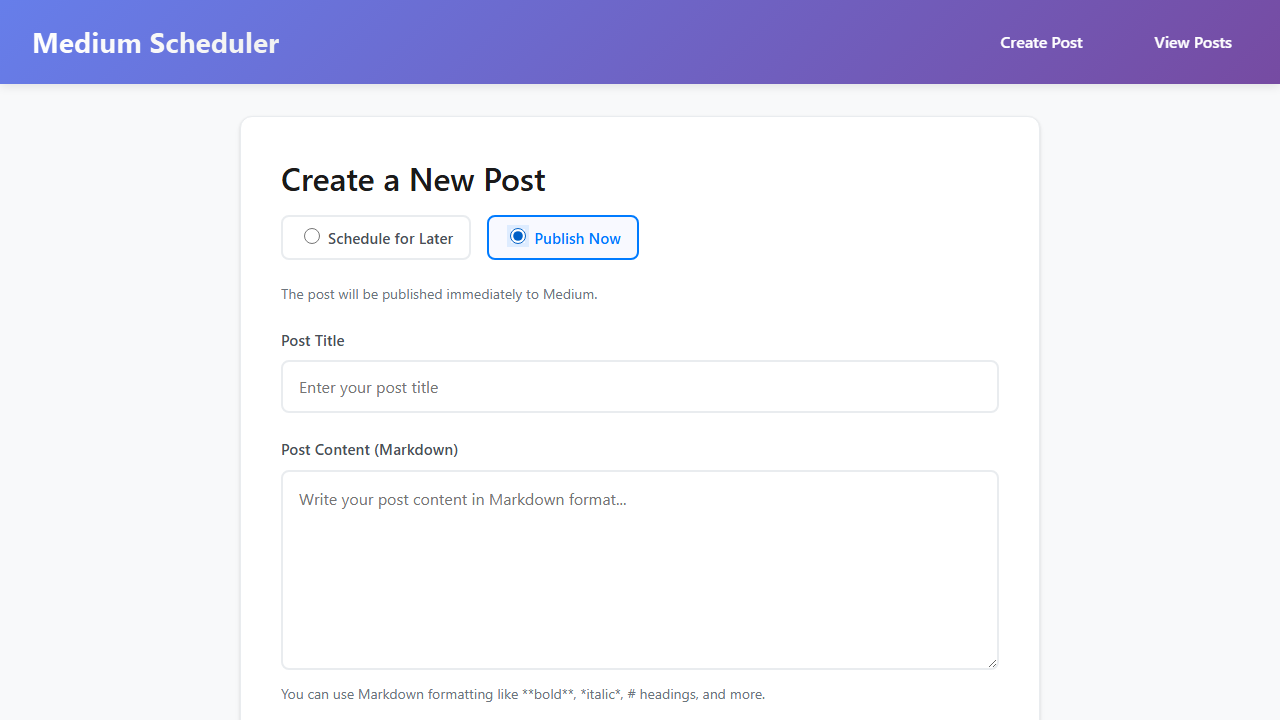 Medium Scheduler
Create Post
View Posts
Create a New Post
Schedule for Later
Publish Now
The post will be published immediately to Medium.
Post Title
Enter your post title
Post Content (Markdown)
Write your post content in Markdown format...
You can use Markdown formatting like **bold**, *italic*, # headings, and more.